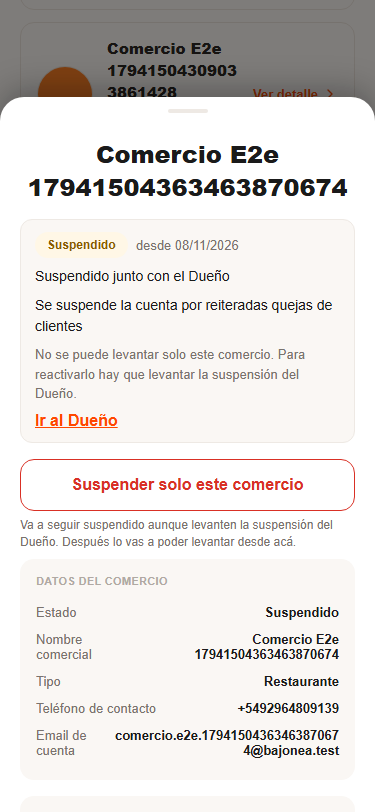 Comercio E2e
1794150430903
3861428
Ver detalle
Comercio E2e
17941504363463870674
Suspendido desde 08/11/2026
Suspendido junto con el Dueño
Se suspende la cuenta por reiteradas quejas de
clientes
No se puede levantar solo este comercio. Para
reactivarlo hay que levantar la suspensión del
Dueño.
Ir al Dueño
Suspender solo este comercio
Va a seguir suspendido aunque levanten la suspensión del
Dueño. Después lo vas a poder levantar desde acá.
DATOS DEL COMERCIO
Estado Suspendido
Nombre Comercio E2e
comercial 17941504363463870674
Tipo Restaurante
Teléfono de contacto +5492964809139
Email de comercio.e2e.1794150436346387067
cuenta 4@bajonea.test